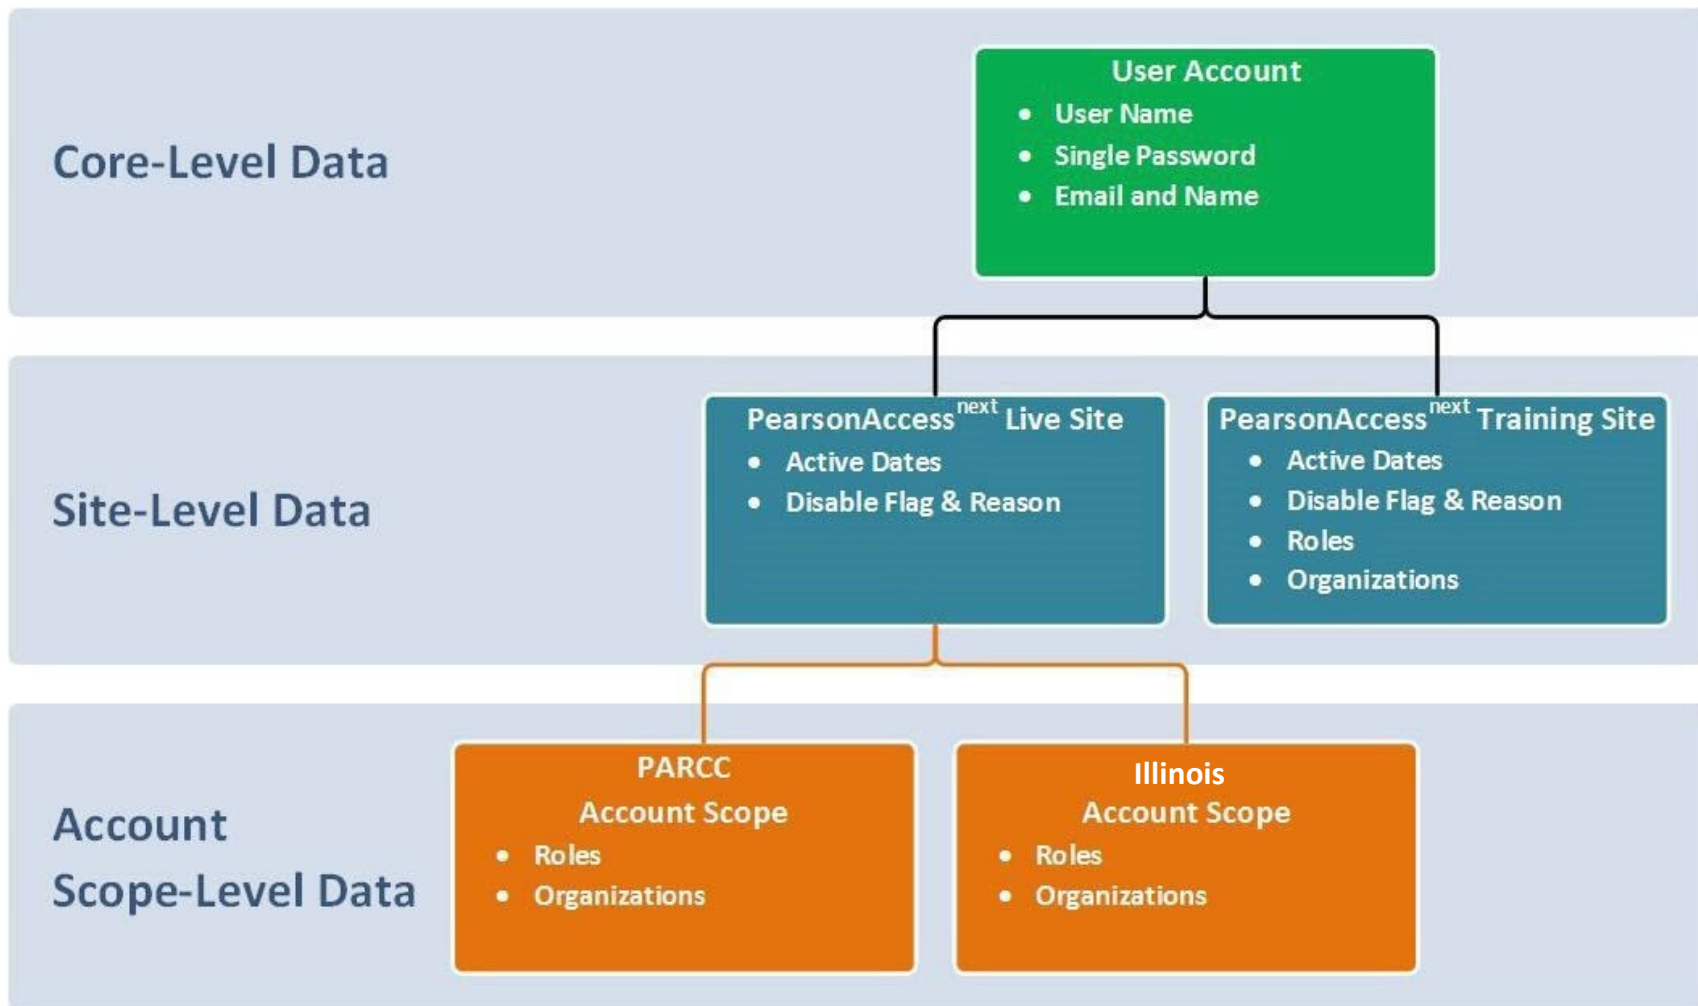 Core-Level Data
User Account
• User Name
• Single Password
• Email and Name
Site-Level Data
PearsonAccessnext Live Site
• Active Dates
• Disable Flag & Reason
PearsonAccessnext Training Site
• Active Dates
• Disable Flag & Reason
• Roles
• Organizations
Account
Scope-Level Data
PARCC
Account Scope
• Roles
• Organizations
Illinois
Account Scope
• Roles
• Organizations